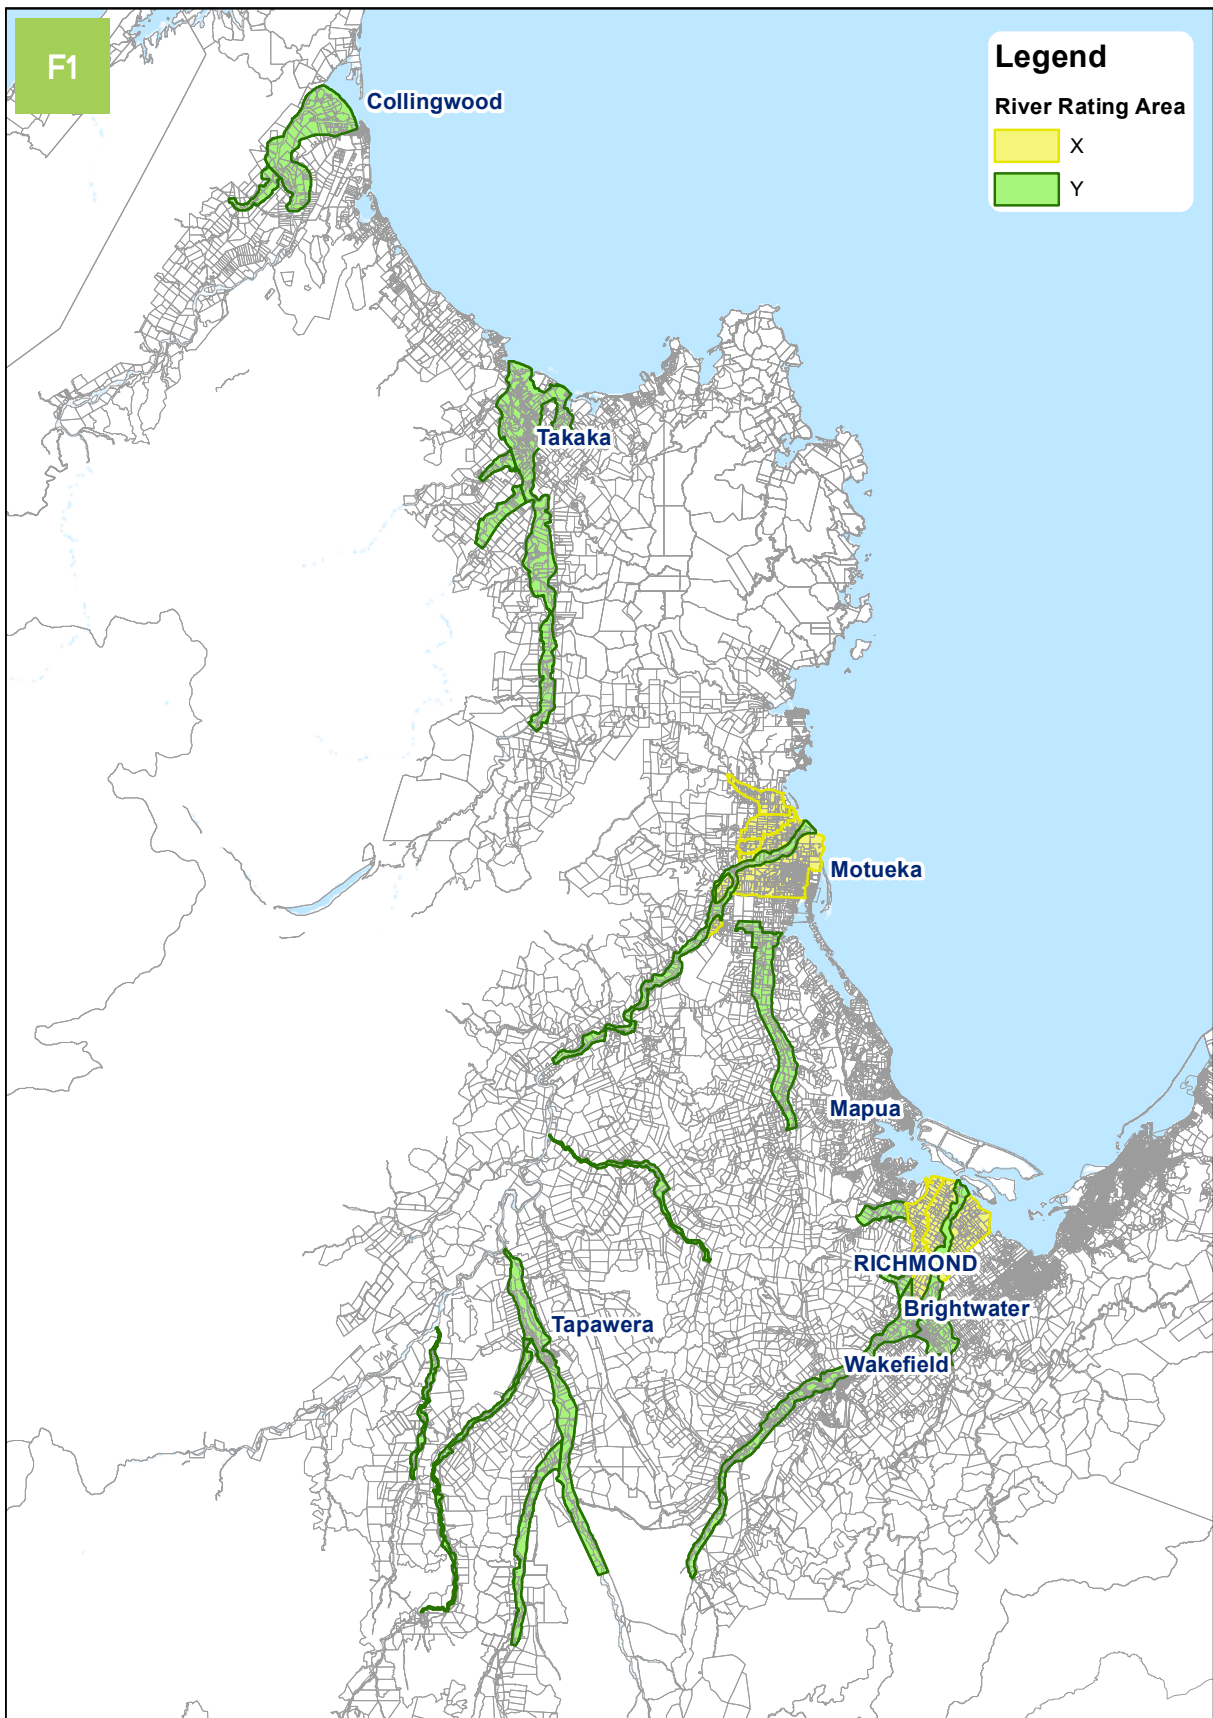 F1
Legend
River Rating Area
X
Y
Collingwood
Takaka
Motueka
Mapua
RICHMOND
Brightwater
Tapawera
Wakefield